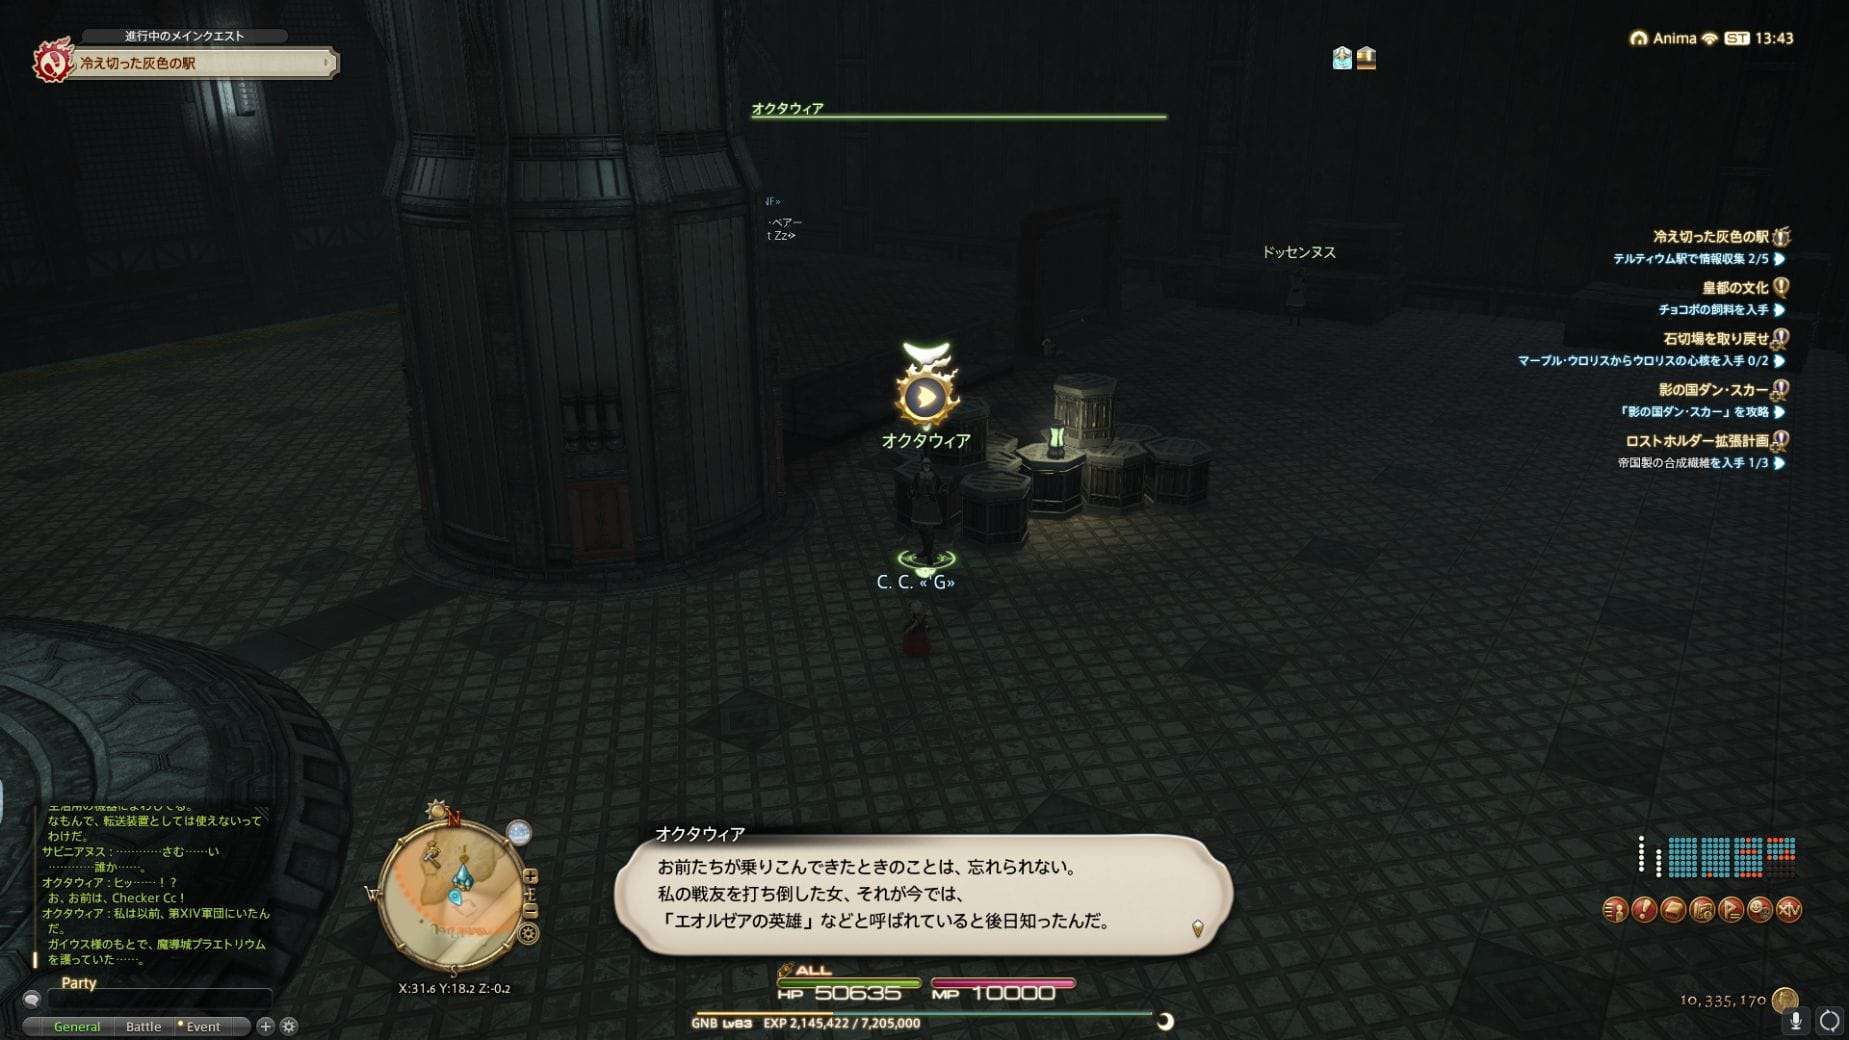 進行中のメインクエスト
冷え切った灰色の駅
Anima ST 13:43
オクタウィア
ペアー
t Zz
ドッセンヌス
冷え切った灰色の駅
テルティウム駅で情報収集 2/5
皇都の文化
チョコボの飼料を入手
石切場を取り戻せ
マーブル・ウロリスからウロリスの心核を入手 0/2
影の国ダン・スカー
「影の国ダン・スカー」を攻略
ロストホルダー拡張計画
帝国製の合成繊維を入手 1/3
オクタウィア
C. C. «´G»
なもんで、転送装置としては使えないって
わけだ。
サビニアヌス：…………さむ……い
…………誰か……。
オクタウィア：ヒッ……！？
お、お前は、Checker Cc！
オクタウィア：私は以前、第XIV軍団にいたん
だ。
ガイウス様のもとで、魔導城プラエトリウム
を護っていた……。
Party
General Battle Event
N
W
S
X:31.6 Y:18.2 Z:-0.2
オクタウィア
お前たちが乗りこんできたときのことは、忘れられない。
私の戦友を打ち倒した女、それが今では、
「エオルゼアの英雄」などと呼ばれていると後日知ったんだ。
ALL
HP 50635 MP 10000
GNB Lv83 EXP 2,145,422 / 7,205,000
XIV
10,335,170